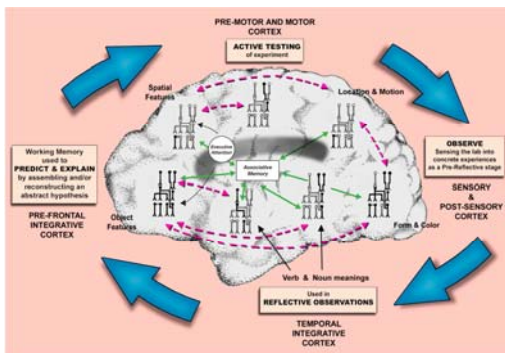 PRE-MOTOR AND MOTOR
CORTEX
ACTIVE TESTING
of experiment
Spatial
Features
Location & Motion
Executive
Attention
Associative
Memory
Working Memory
used to
PREDICT & EXPLAIN
by assembling and/or
reconstructing an
abstract hypothesis
PRE-FRONTAL
INTEGRATIVE
CORTEX
OBSERVE
Sensing the lab into
concrete experiences
as a Pre-Reflective stage
SENSORY
&
POST-SENSORY
CORTEX
Object
Features
Form & Color
Verb & Noun meanings
Used in
REFLECTIVE OBSERVATIONS
TEMPORAL
INTEGRATIVE
CORTEX